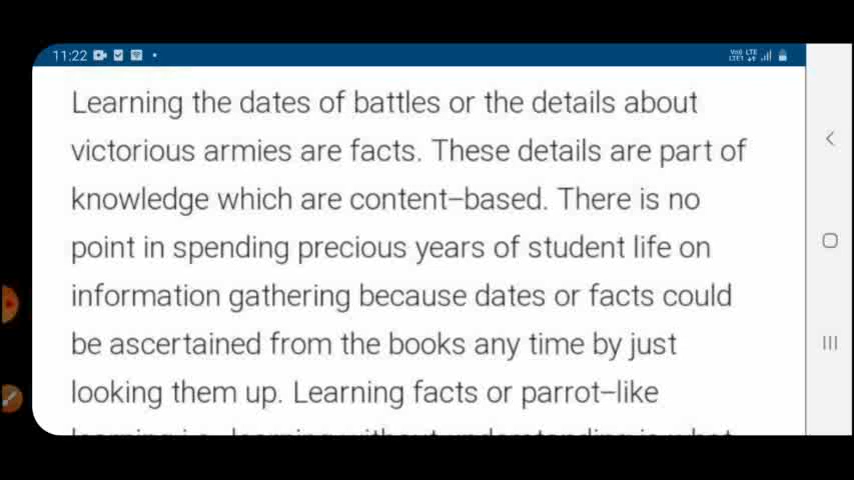 11:22
Learning the dates of battles or the details about
victorious armies are facts. These details are part of
knowledge which are content-based. There is no
point in spending precious years of student life on
information gathering because dates or facts could
be ascertained from the books any time by just
looking them up. Learning facts or parrot-like